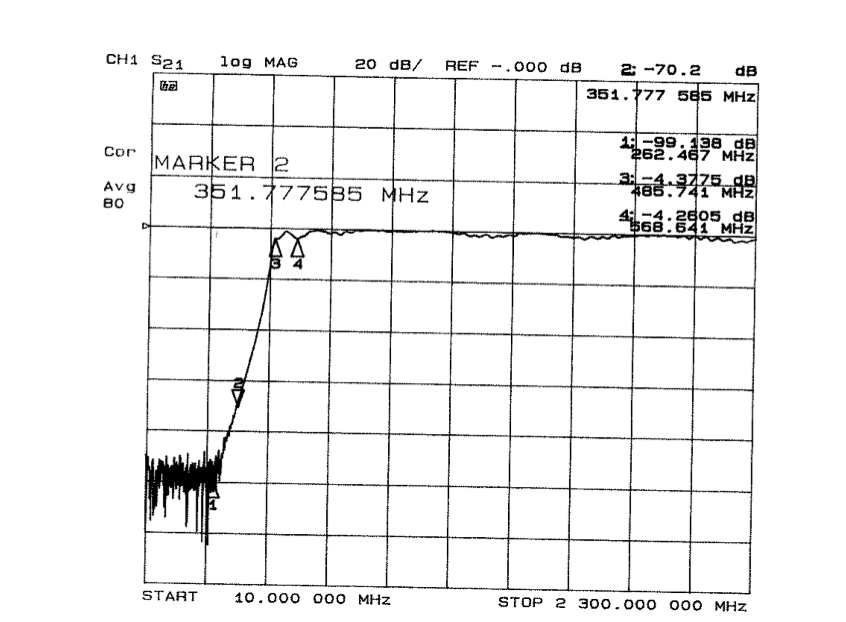 CH1 S21 log MAG 20 dB/ REF -.000 dB 2: -70.2 dB
hp
351.777 585 MHz
1: -99.138 dB
262.467 MHz
Cor
MARKER 2
3: -4.3775 dB
485.741 MHz
Avg
80
351.777585 MHz
4: -4.2605 dB
568.641 MHz
3 4
2
1
START 10.000 000 MHz STOP 2 300.000 000 MHz